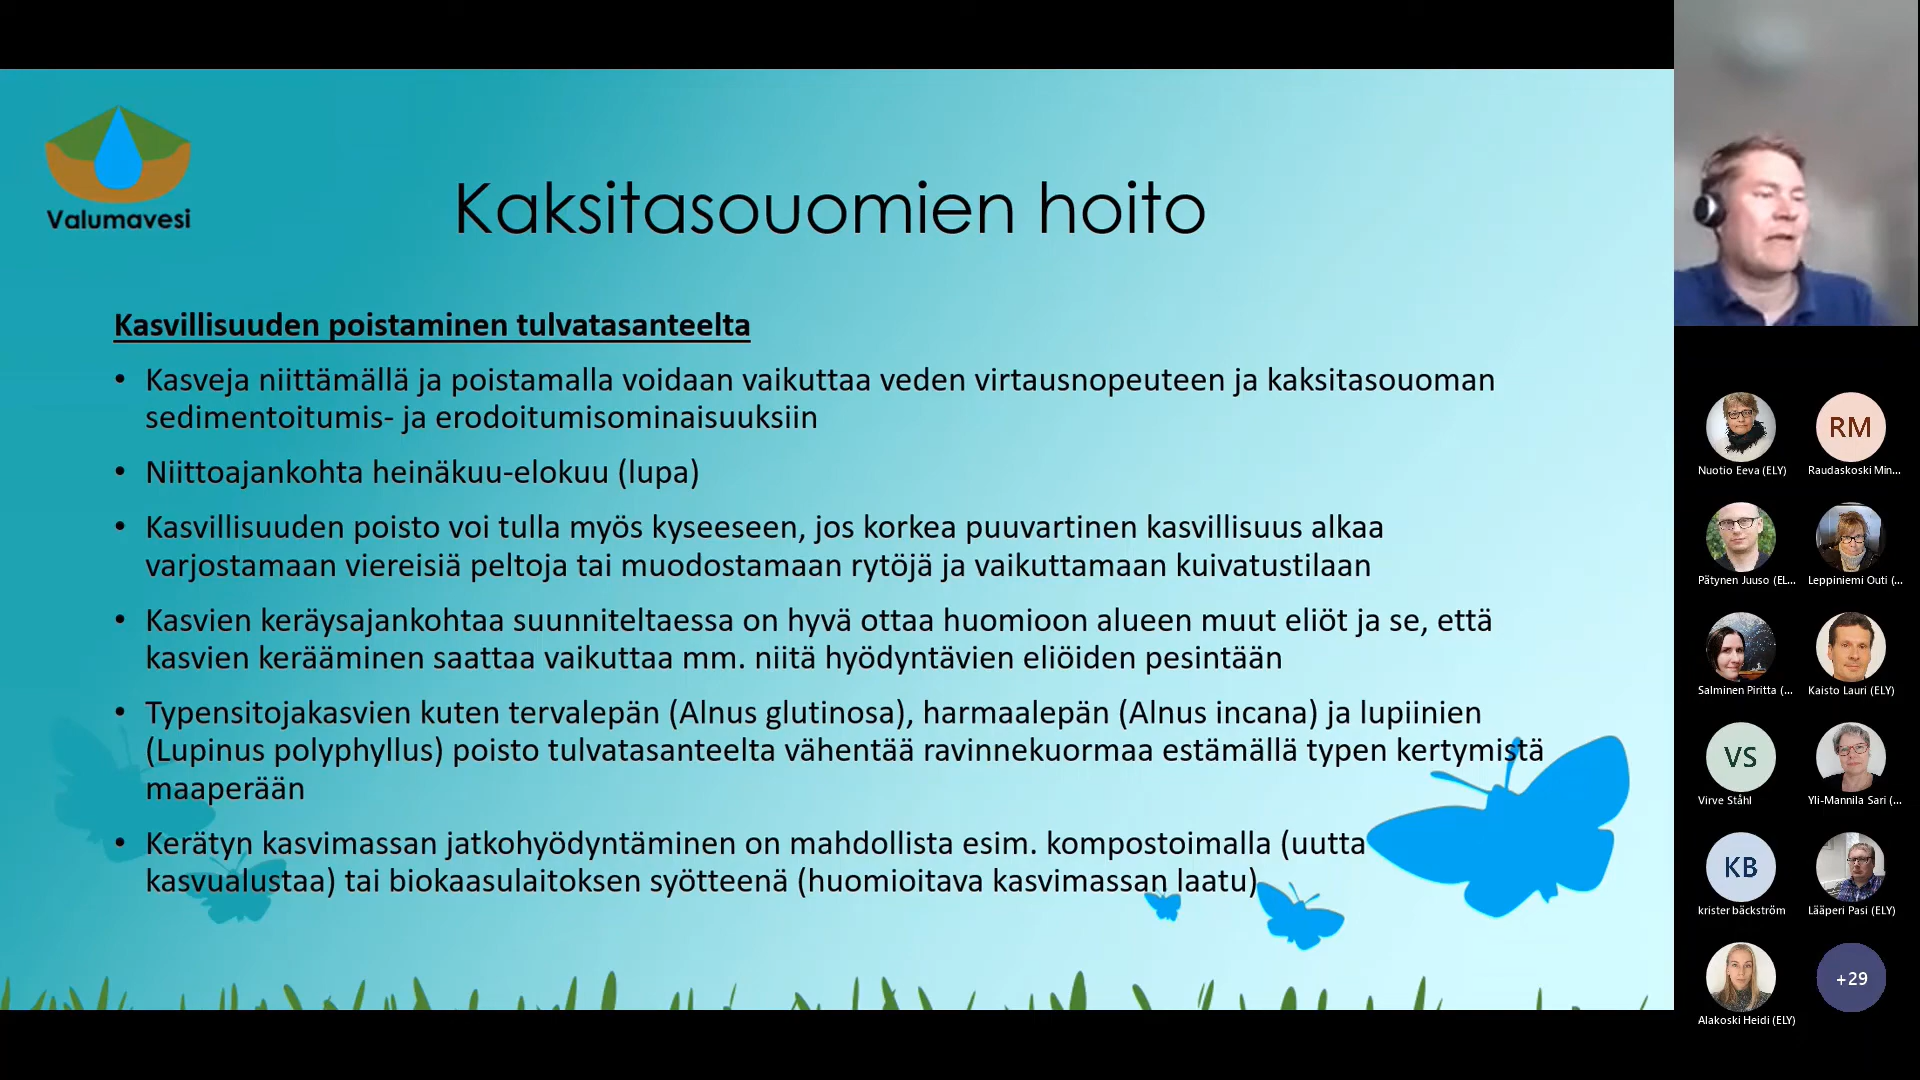 Valumavesi
Kaksitasouomien hoito
Kasvillisuuden poistaminen tulvatasanteelta
• Kasveja niittämällä ja poistamalla voidaan vaikuttaa veden virtausnopeuteen ja kaksitasouoman
sedimentoitumis- ja erodoitumisominaisuuksiin
• Niittoajankohta heinäkuu-elokuu (lupa)
• Kasvillisuuden poisto voi tulla myös kyseeseen, jos korkea puuvartinen kasvillisuus alkaa
varjostamaan viereisiä peltoja tai muodostamaan rytöjä ja vaikuttamaan kuivatustilaan
• Kasvien keräysajankohtaa suunniteltaessa on hyvä ottaa huomioon alueen muut eliöt ja se, että
kasvien kerääminen saattaa vaikuttaa mm. niitä hyödyntävien eliöiden pesintään
• Typensitojakasvien kuten tervalepän (Alnus glutinosa), harmaalepän (Alnus incana) ja lupiinien
(Lupinus polyphyllus) poisto tulvatasanteelta vähentää ravinnekuormaa estämällä typen kertymistä
maaperään
• Kerätyn kasvimassan jatkohyödyntäminen on mahdollista esim. kompostoimalla (uutta
kasvualustaa) tai biokaasulaitoksen syötteenä (huomioitava kasvimassan laatu)
RM
Nuotio Eeva (ELY) Raudaskoski Min...
Pätynen Juuso (EL... Leppiniemi Outi (...
Salminen Piritta (... Kaisto Lauri (ELY)
VS
Virve Ståhl Yli-Mannila Sari (...
KB
krister bäckström Lääperi Pasi (ELY)
+29
Alakoski Heidi (ELY)